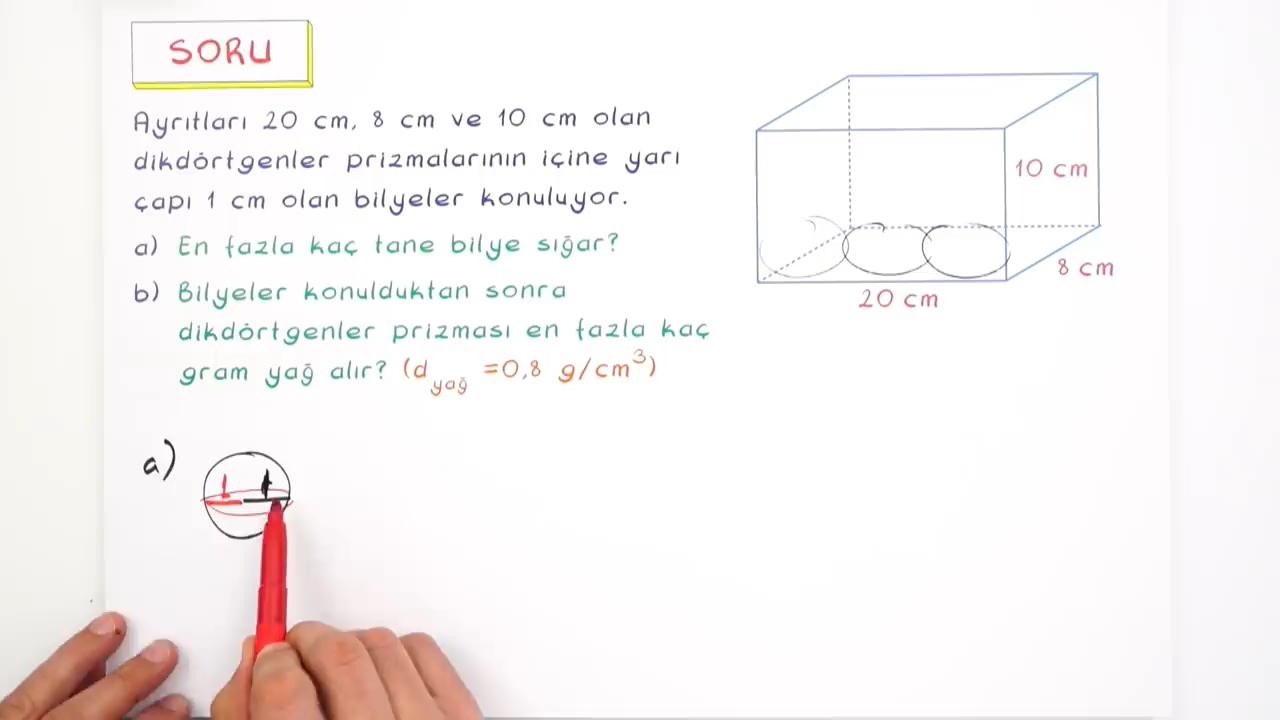 SORU
Ayrıtları 20 cm, 8 cm ve 10 cm olan
dikdörtgenler prizmalarının içine yarı
çapı 1 cm olan bilyeler konuluyor.
a) En fazla kaç tane bilye sığar?
b) Bilyeler konulduktan sonra
dikdörtgenler prizması en fazla kaç
gram yağ alır? (d yağ =0,8 g/cm³)
10 cm
8 cm
20 cm
a)
1 1